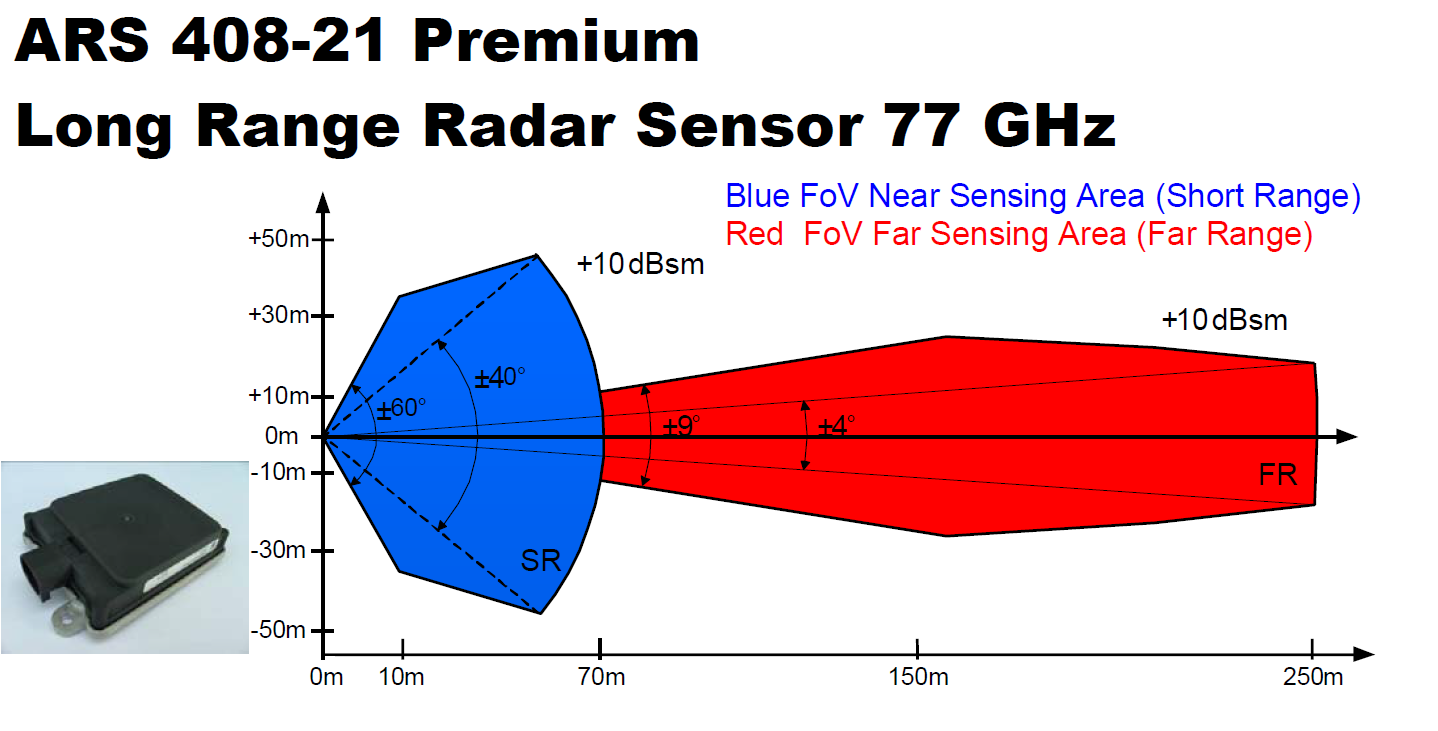 ARS 408-21 Premium
Long Range Radar Sensor 77 GHz
Blue FoV Near Sensing Area (Short Range)
Red FoV Far Sensing Area (Far Range)
+50m
+10dBsm
+30m
+10dBsm
±40°
+10m
±60°
0m
±9°
±4°
-10m
FR
-30m
SR
-50m
0m
10m
70m
150m
250m